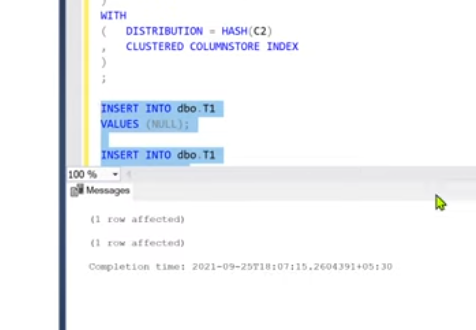 )
WITH
( DISTRIBUTION = HASH(C2)
, CLUSTERED COLUMNSTORE INDEX
)
;
INSERT INTO dbo.T1
VALUES (NULL);
INSERT INTO dbo.T1
100 %
Messages
(1 row affected)
(1 row affected)
Completion time: 2021-09-25T18:07:15.2604391+05:30